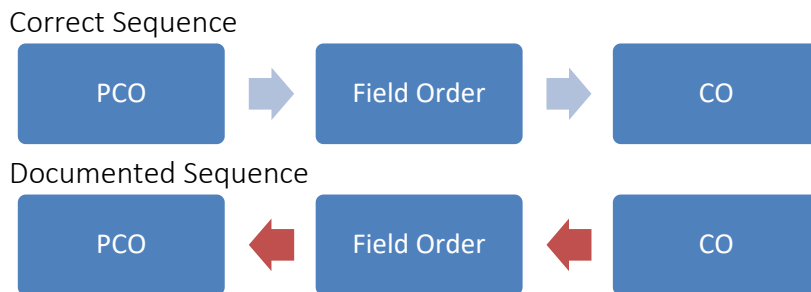 Correct Sequence
PCO Field Order CO
Documented Sequence
PCO Field Order CO